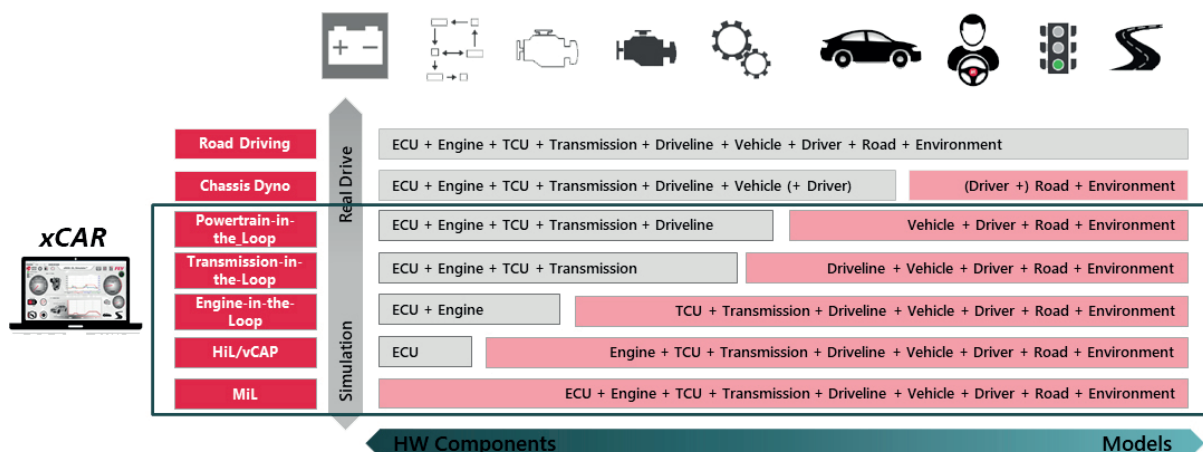 Road Driving
ECU + Engine + TCU + Transmission + Driveline + Vehicle + Driver + Road + Environment
Real Drive
Chassis Dyno
ECU + Engine + TCU + Transmission + Driveline + Vehicle (+ Driver)
(Driver +) Road + Environment
xCAR
Powertrain-in-
the_Loop
ECU + Engine + TCU + Transmission + Driveline
Vehicle + Driver + Road + Environment
Transmission-in-
the-Loop
ECU + Engine + TCU + Transmission
Driveline + Vehicle + Driver + Road + Environment
Engine-in-the-
Loop
ECU + Engine
TCU + Transmission + Driveline + Vehicle + Driver + Road + Environment
Simulation
HiL/vCAP
ECU
Engine + TCU + Transmission + Driveline + Vehicle + Driver + Road + Environment
MiL
ECU + Engine + TCU + Transmission + Driveline + Vehicle + Driver + Road + Environment
HW Components
Models